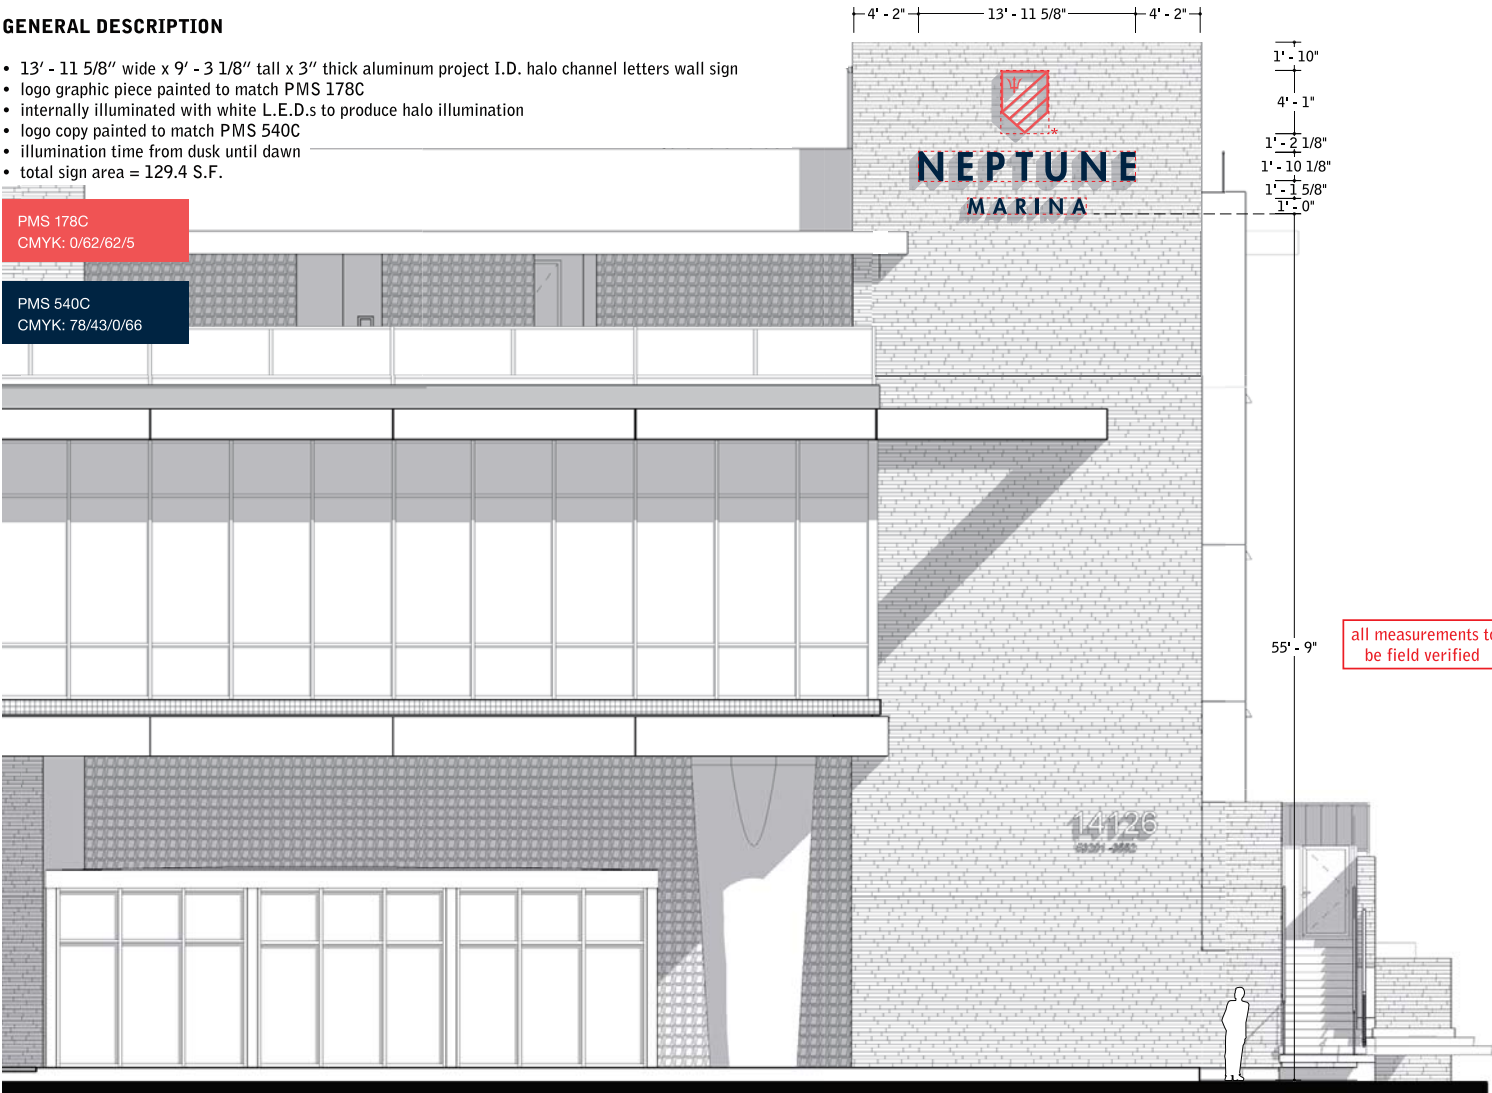 GENERAL DESCRIPTION
• 13' - 11 5/8" wide x 9' - 3 1/8" tall x 3" thick aluminum project I.D. halo channel letters wall sign
• logo graphic piece painted to match PMS 178C
• internally illuminated with white L.E.D.s to produce halo illumination
• logo copy painted to match PMS 540C
• illumination time from dusk until dawn
• total sign area = 129.4 S.F.
PMS 178C
CMYK: 0/62/62/5
PMS 540C
CMYK: 78/43/0/66
4' - 2"
13' - 11 5/8"
4' - 2"
*
NEPTUNE
MARINA
1' - 10"
4' - 1"
1' - 2 1/8"
1' - 10 1/8"
1' - 1 5/8"
1' - 0"
55' - 9"
all measurements to
be field verified
14126